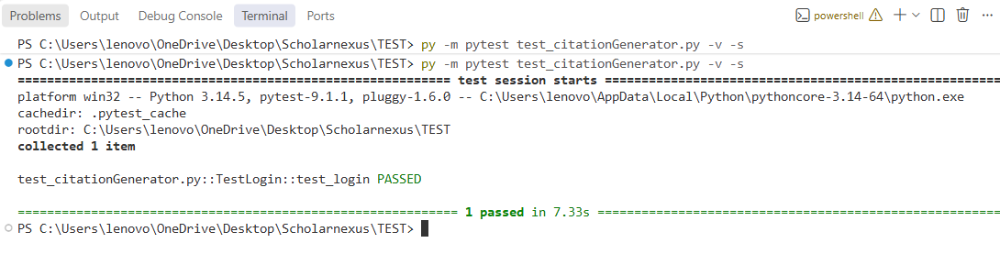 Problems Output Debug Console Terminal Ports powershell
PS C:\Users\lenovo\OneDrive\Desktop\Scholarnexus\TEST> py -m pytest test_citationGenerator.py -v -s
PS C:\Users\lenovo\OneDrive\Desktop\Scholarnexus\TEST> py -m pytest test_citationGenerator.py -v -s
=========================================================== test session starts ======================================================
platform win32 -- Python 3.14.5, pytest-9.1.1, pluggy-1.6.0 -- C:\Users\lenovo\AppData\Local\Python\pythoncore-3.14-64\python.exe
cachedir: .pytest_cache
rootdir: C:\Users\lenovo\OneDrive\Desktop\Scholarnexus\TEST
collected 1 item
test_citationGenerator.py::TestLogin::test_login PASSED
============================================================ 1 passed in 7.33s =======================================================
PS C:\Users\lenovo\OneDrive\Desktop\Scholarnexus\TEST>